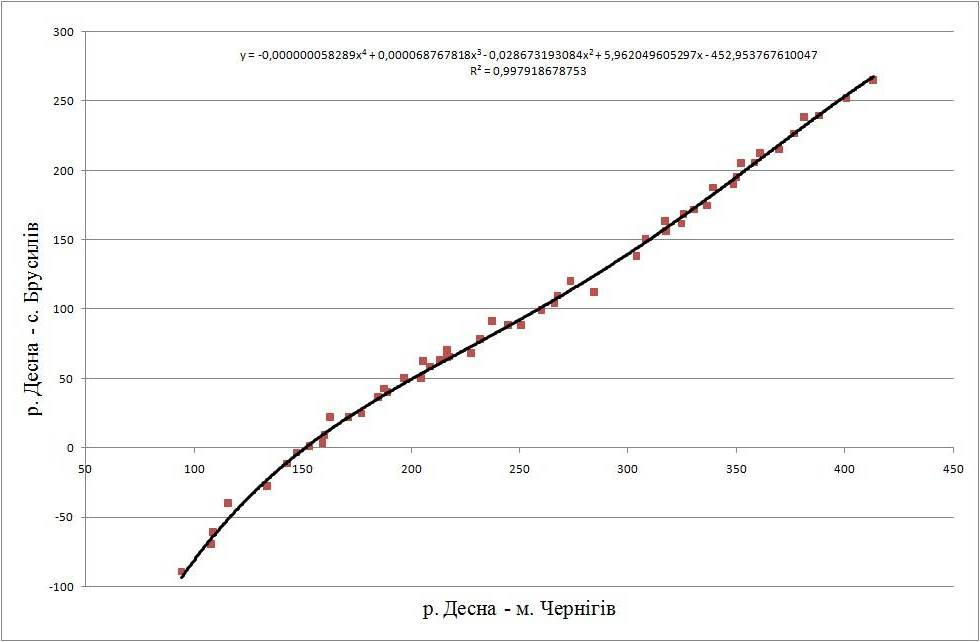 y = -0,000000058289x⁴ + 0,000068767818x³ - 0,028673193084x² + 5,962049605297x - 452,953767610047
R² = 0,997918678753
300
250
200
150
100
50
0
-50
-100
50 100 150 200 250 300 350 400 450
р. Десна - с. Брусилів
р. Десна - м. Чернігів